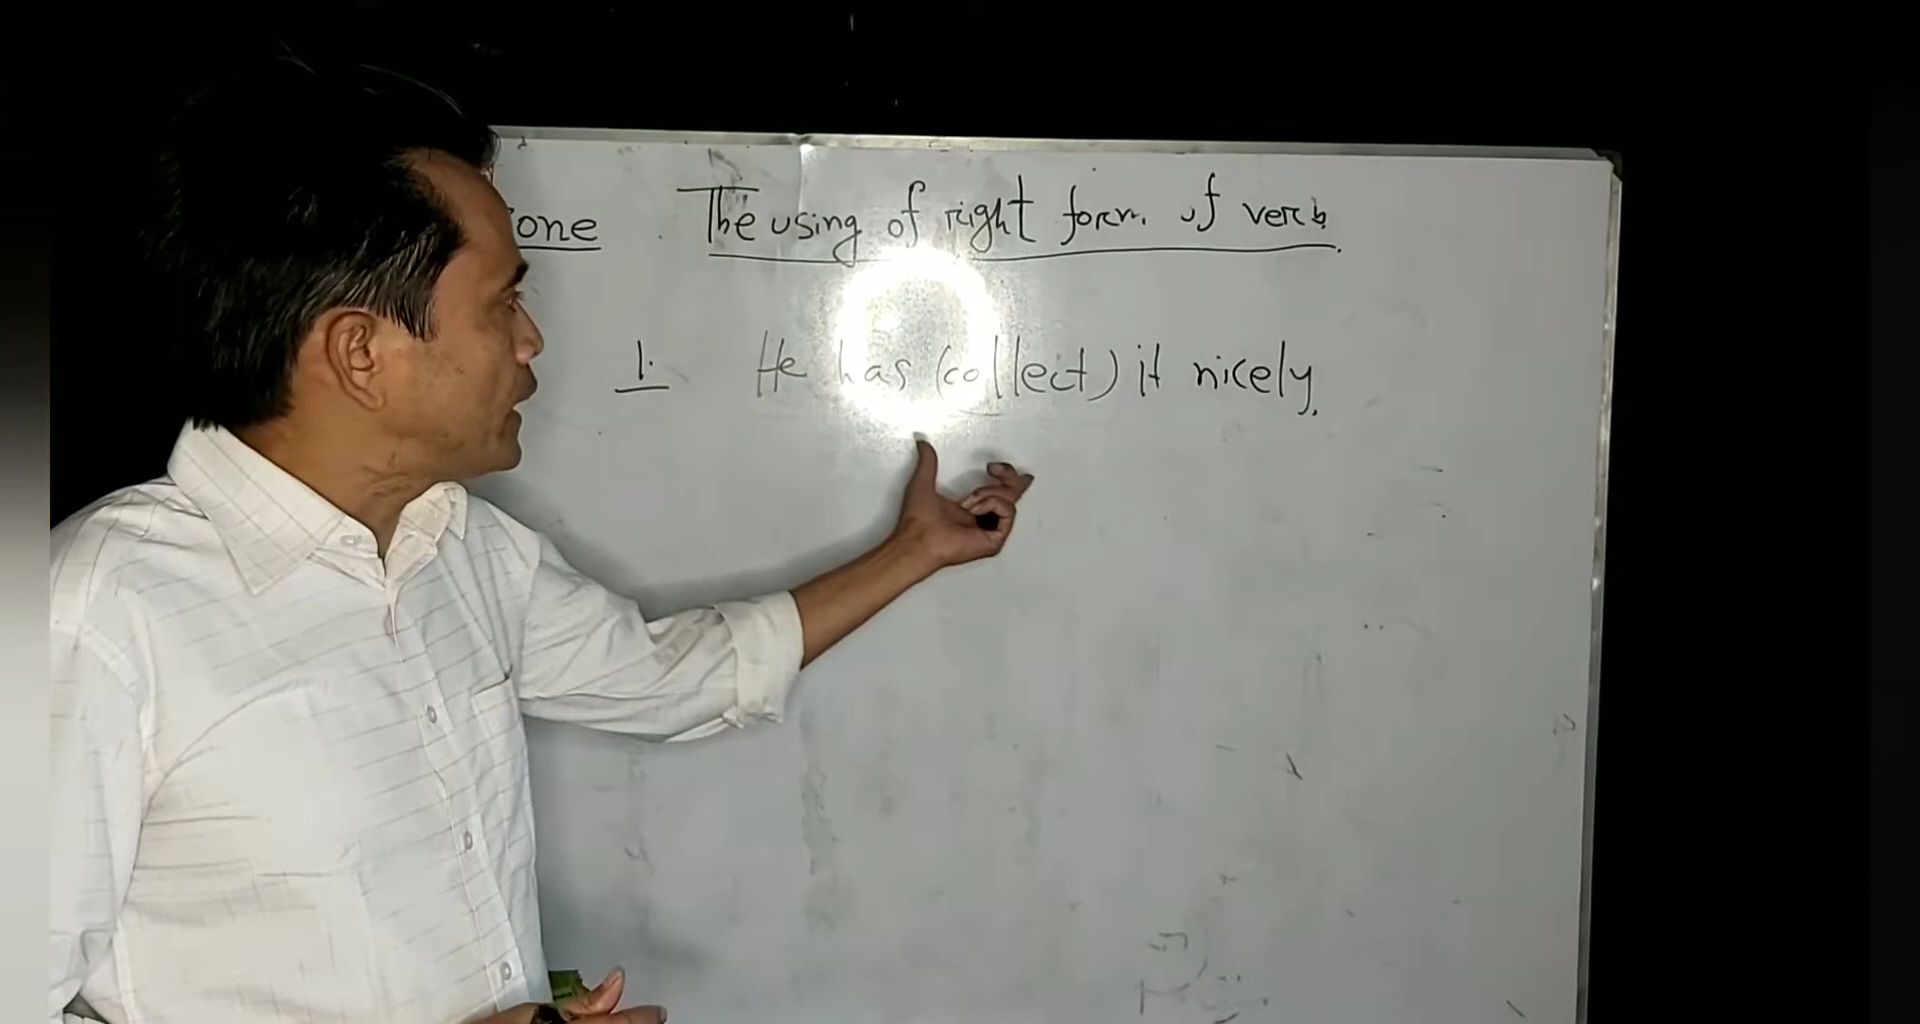 one The using of right form of verb.
1. He has (collect) it nicely.